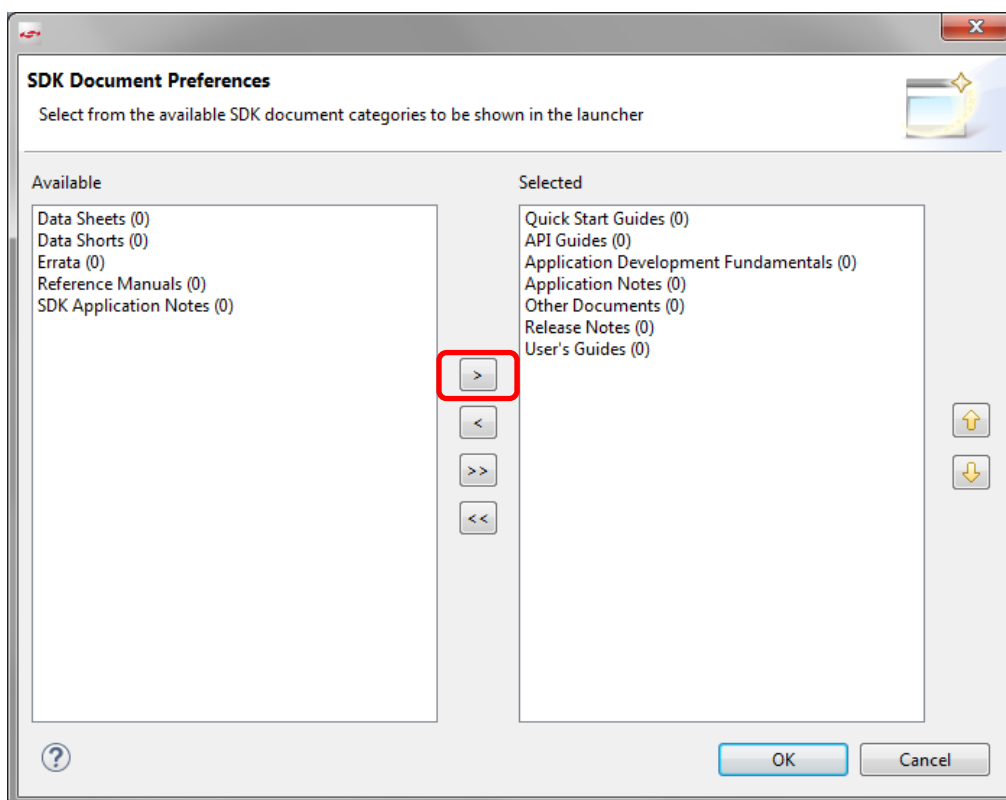 SDK Document Preferences
Select from the available SDK document categories to be shown in the launcher
Available
Data Sheets (0)
Data Shorts (0)
Errata (0)
Reference Manuals (0)
SDK Application Notes (0)
>
<
>>
<<
Selected
Quick Start Guides (0)
API Guides (0)
Application Development Fundamentals (0)
Application Notes (0)
Other Documents (0)
Release Notes (0)
User's Guides (0)
?
OK
Cancel